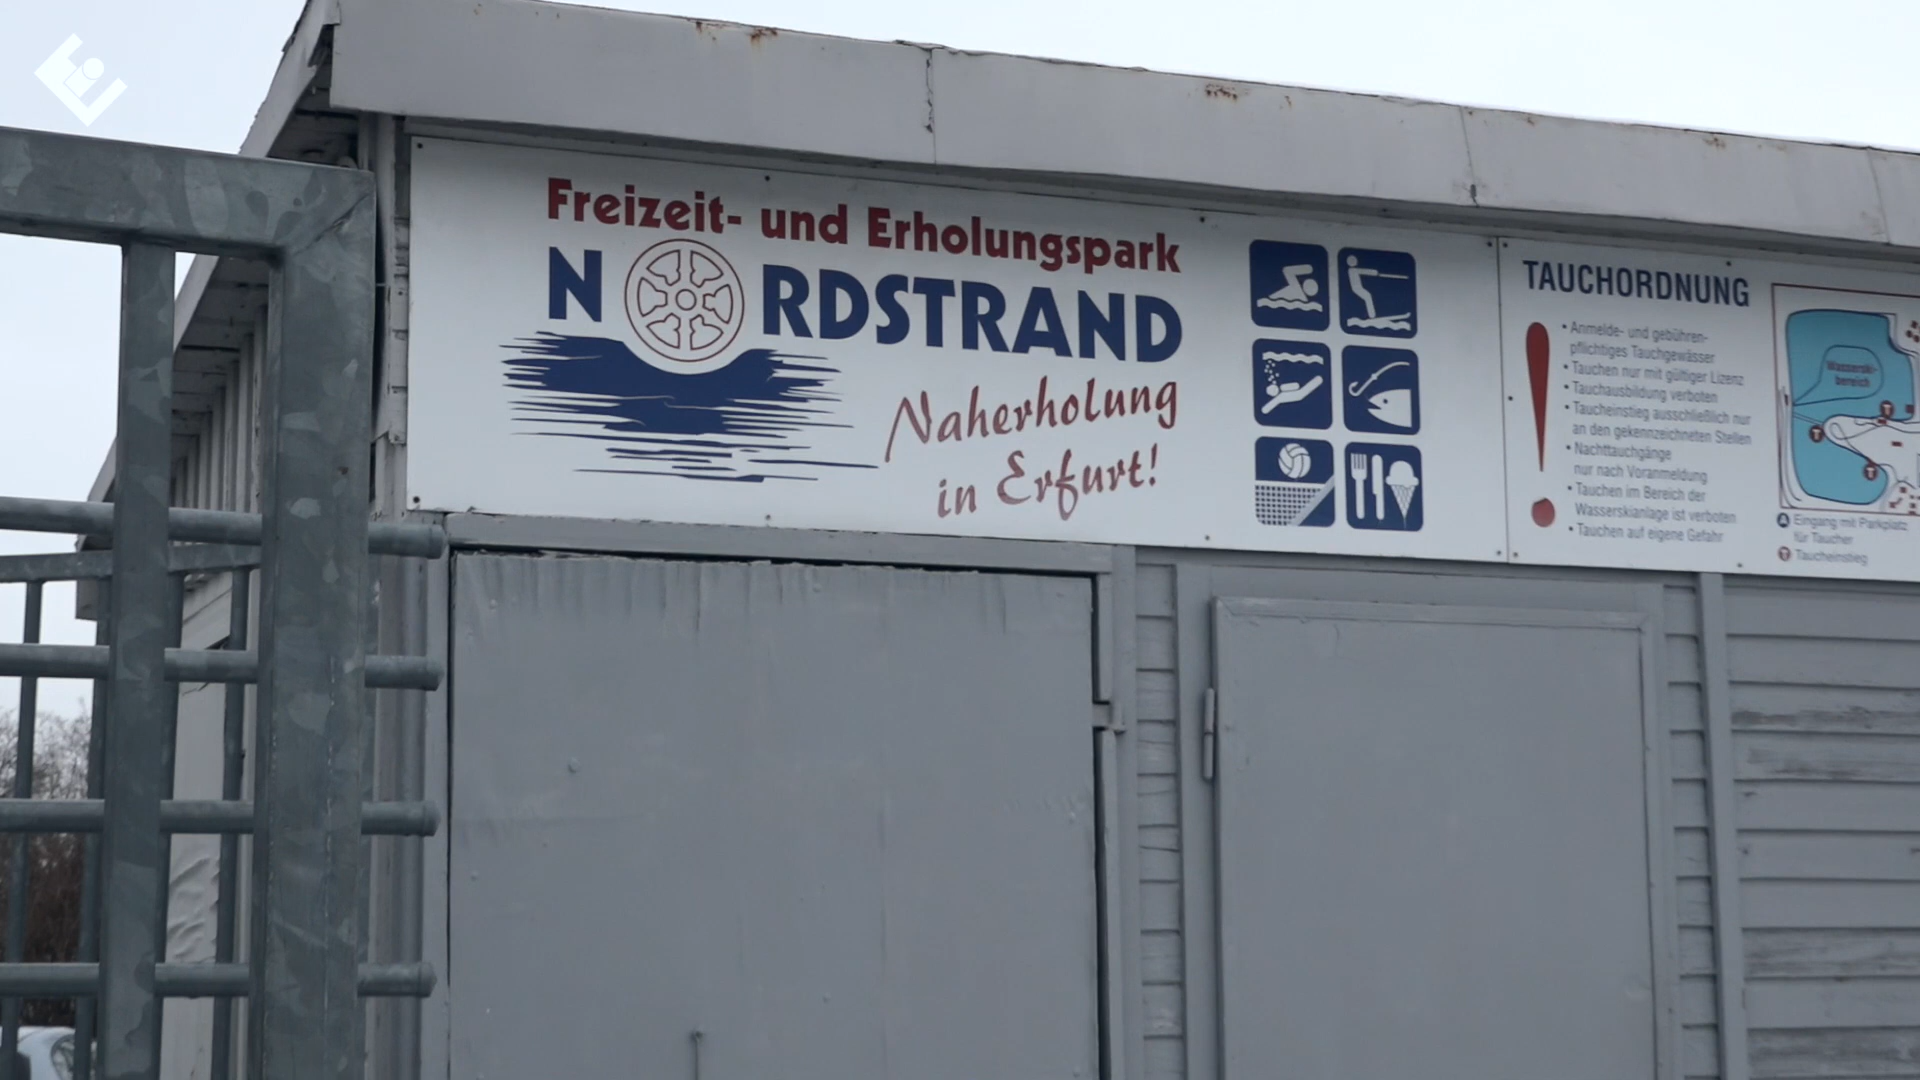 Freizeit- und Erholungspark
NORDSTRAND
Naherholung
in Erfurt!
TAUCHORDNUNG
• Anmelde- und gebühren-
pflichtiges Tauchgewässer
• Tauchen nur mit gültiger Lizenz
• Tauchausbildung verboten
• Taucheinstieg ausschließlich nur
an den gekennzeichneten Stellen
• Nachttauchgänge
nur nach Voranmeldung
• Tauchen im Bereich der
Wasserskianlage ist verboten
• Tauchen auf eigene Gefahr
!
Wasserski-
bereich
T
T
T
A Eingang mit Parkplatz
für Taucher
T Taucheinstieg